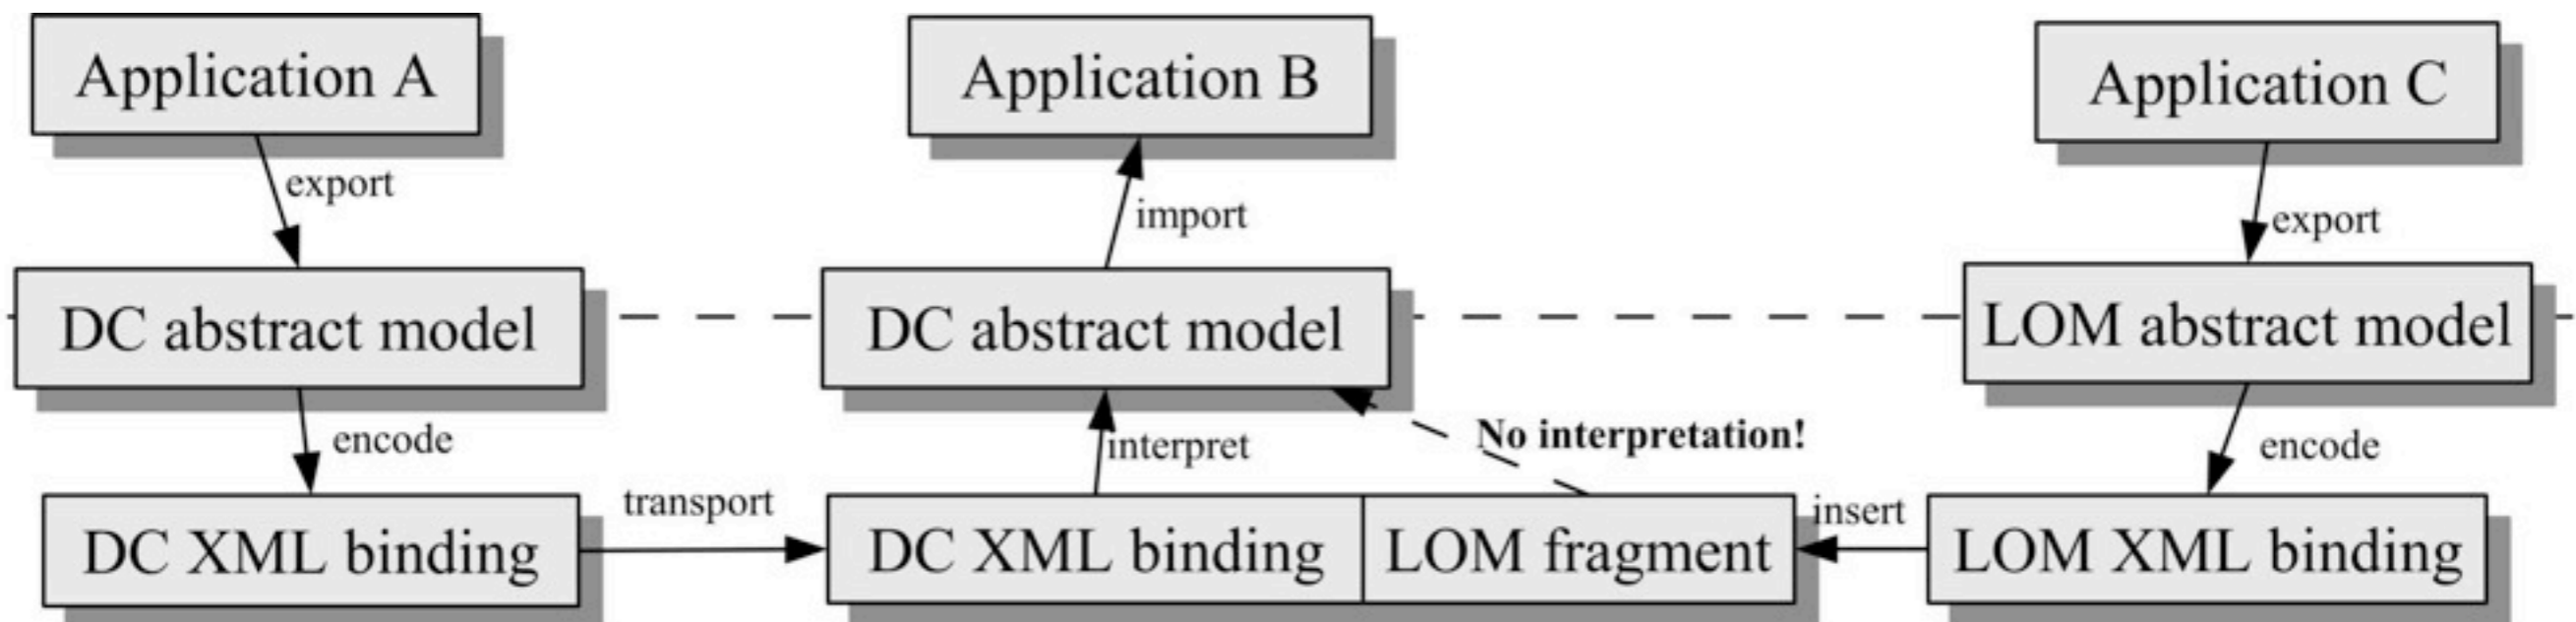 Application A
Application B
Application C
export
import
export
DC abstract model
DC abstract model
LOM abstract model
encode
interpret
No interpretation!
encode
transport
insert
DC XML binding
DC XML binding
LOM fragment
LOM XML binding